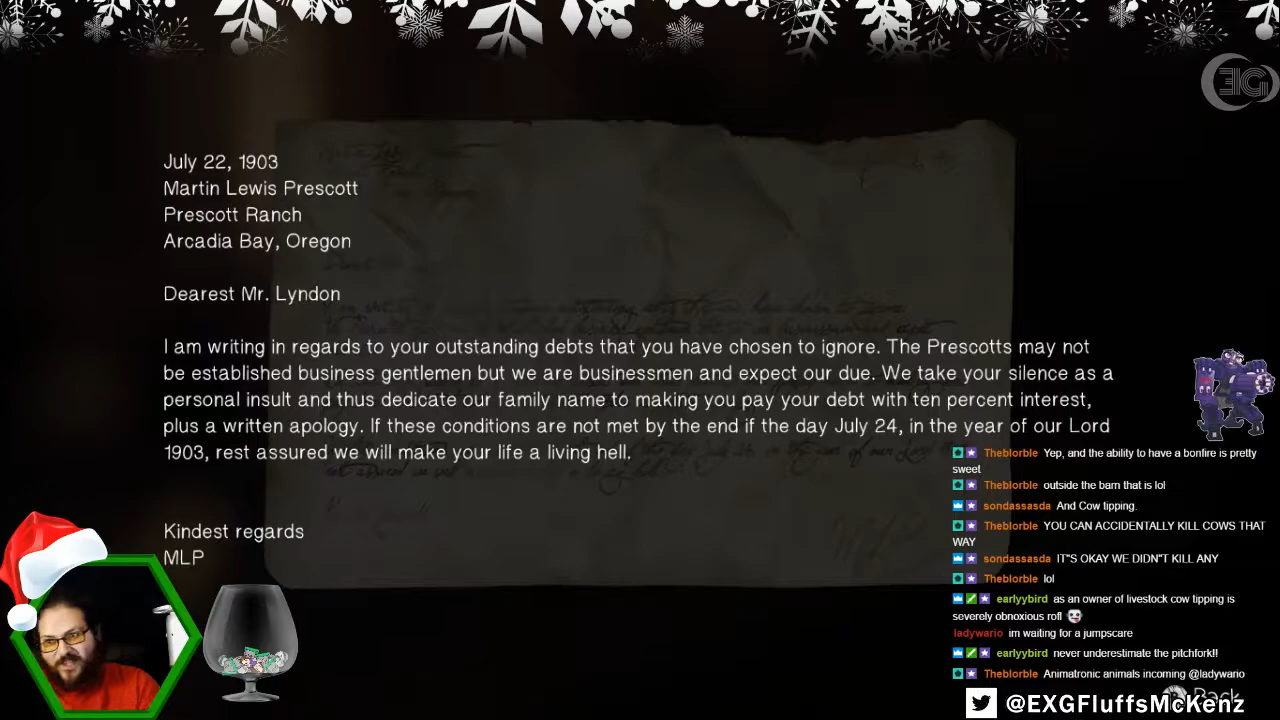 July 22, 1903
Martin Lewis Prescott
Prescott Ranch
Arcadia Bay, Oregon
Dearest Mr. Lyndon
I am writing in regards to your outstanding debts that you have chosen to ignore. The Prescotts may not
be established business gentlemen but we are businessmen and expect our due. We take your silence as a
personal insult and thus dedicate our family name to making you pay your debt with ten percent interest,
plus a written apology. If these conditions are not met by the end if the day July 24, in the year of our Lord
1903, rest assured we will make your life a living hell.
Kindest regards
MLP
3G
Theblorble Yep, and the ability to have a bonfire is pretty
sweet
Theblorble outside the barn that is lol
sondassasda And Cow tipping.
Theblorble YOU CAN ACCIDENTALLY KILL COWS THAT
WAY
sondassasda IT"S OKAY WE DIDN"T KILL ANY
Theblorble lol
earlyybird as an owner of livestock cow tipping is
severely obnoxious rofl
ladywario im waiting for a jumpscare
earlyybird never underestimate the pitchfork!!
Theblorble Animatronic animals incoming @ladywario
Back
@EXGFluffsMcKenz